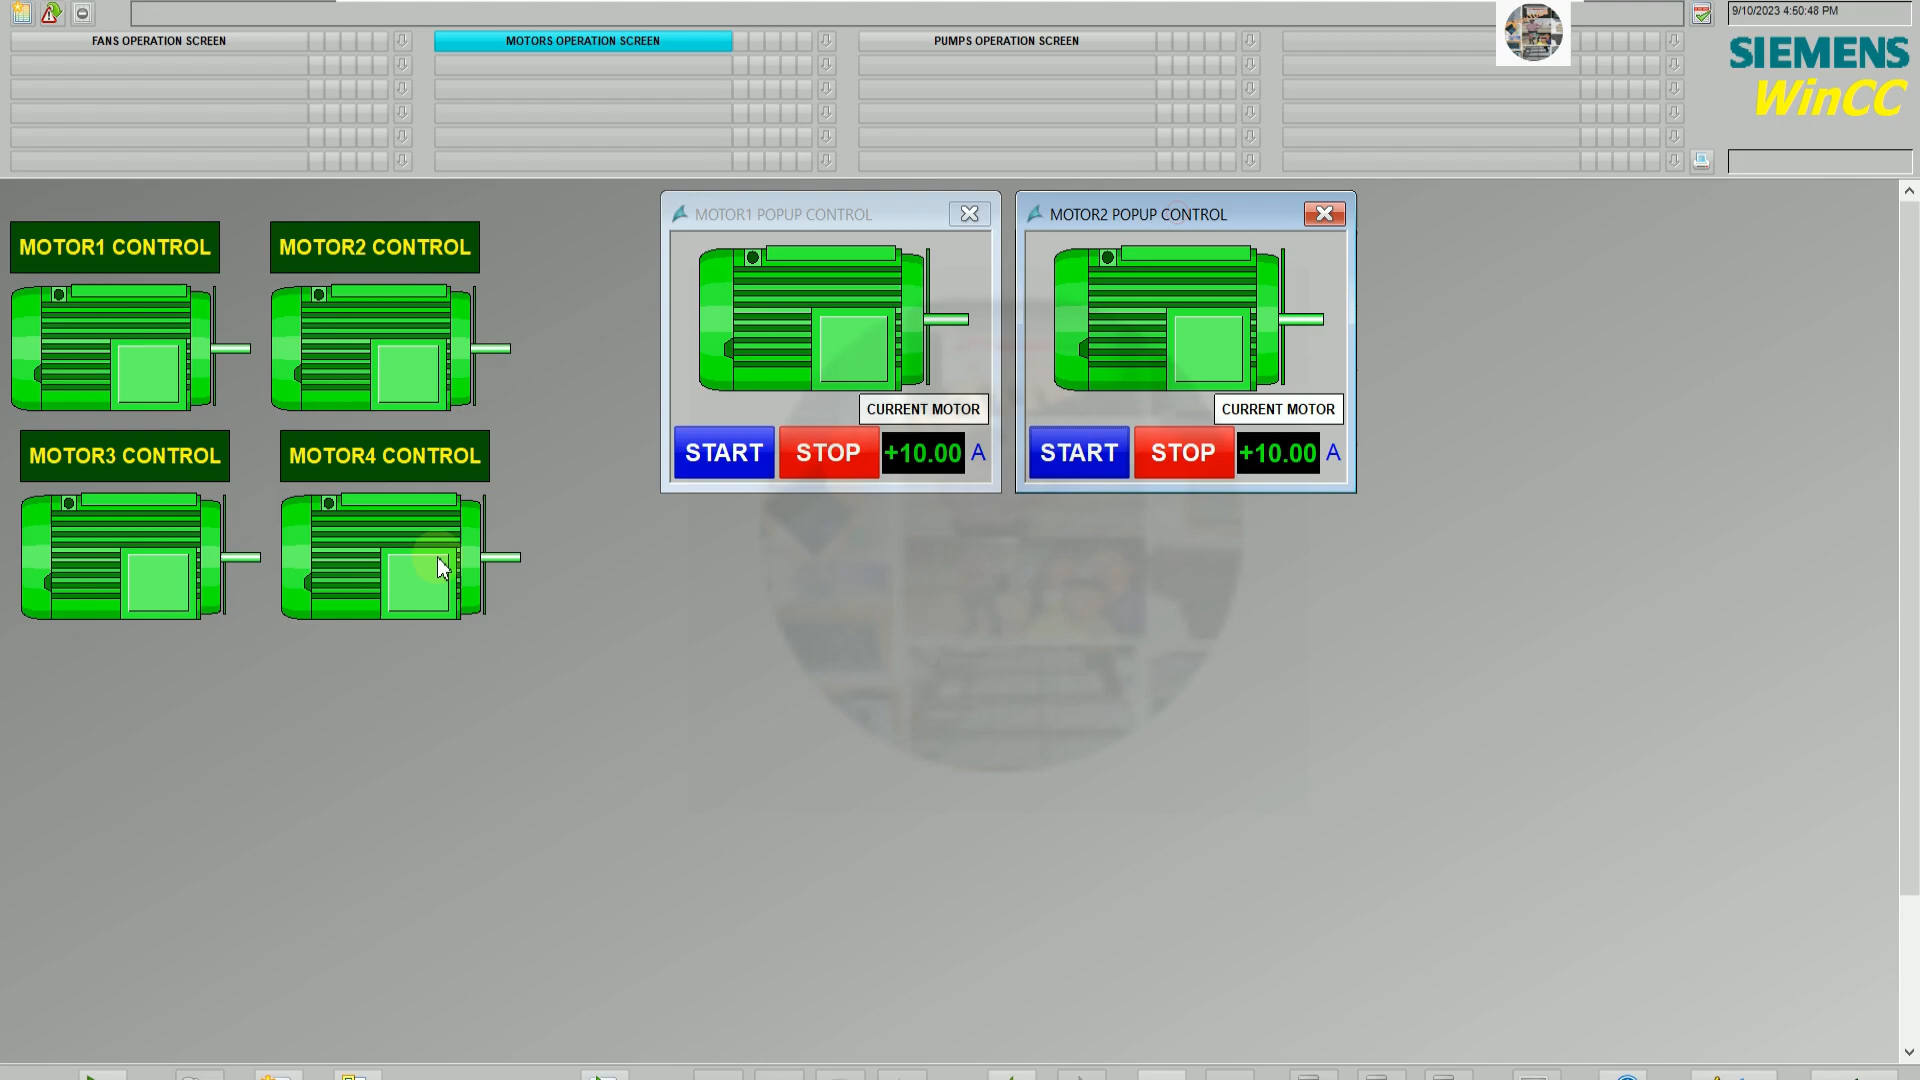 9/10/2023 4:50:48 PM
FANS OPERATION SCREEN
MOTORS OPERATION SCREEN
PUMPS OPERATION SCREEN
SIEMENS
WinCC
MOTOR1 CONTROL
MOTOR2 CONTROL
MOTOR3 CONTROL
MOTOR4 CONTROL
MOTOR1 POPUP CONTROL
CURRENT MOTOR
START
STOP
+10.00 A
MOTOR2 POPUP CONTROL
CURRENT MOTOR
START
STOP
+10.00 A